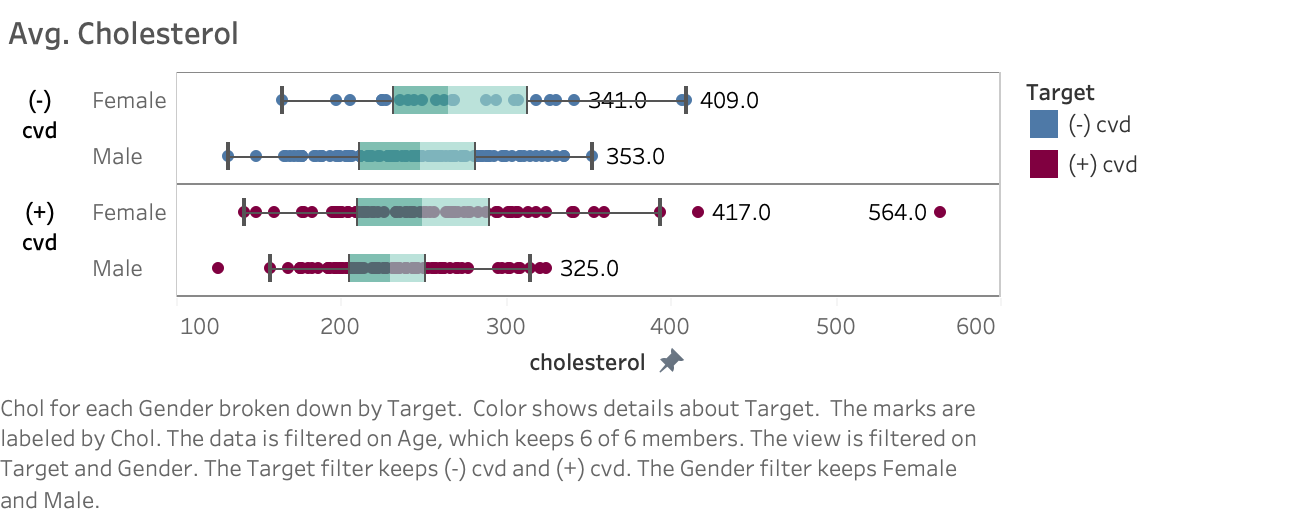 Avg. Cholesterol
(-)
cvd
Female
341.0
409.0
Male
353.0
(+)
cvd
Female
417.0
564.0
Male
325.0
100 200 300 400 500 600
cholesterol
Target
(-) cvd
(+) cvd
Chol for each Gender broken down by Target.  Color shows details about Target.  The marks are
labeled by Chol. The data is filtered on Age, which keeps 6 of 6 members. The view is filtered on
Target and Gender. The Target filter keeps (-) cvd and (+) cvd. The Gender filter keeps Female
and Male.